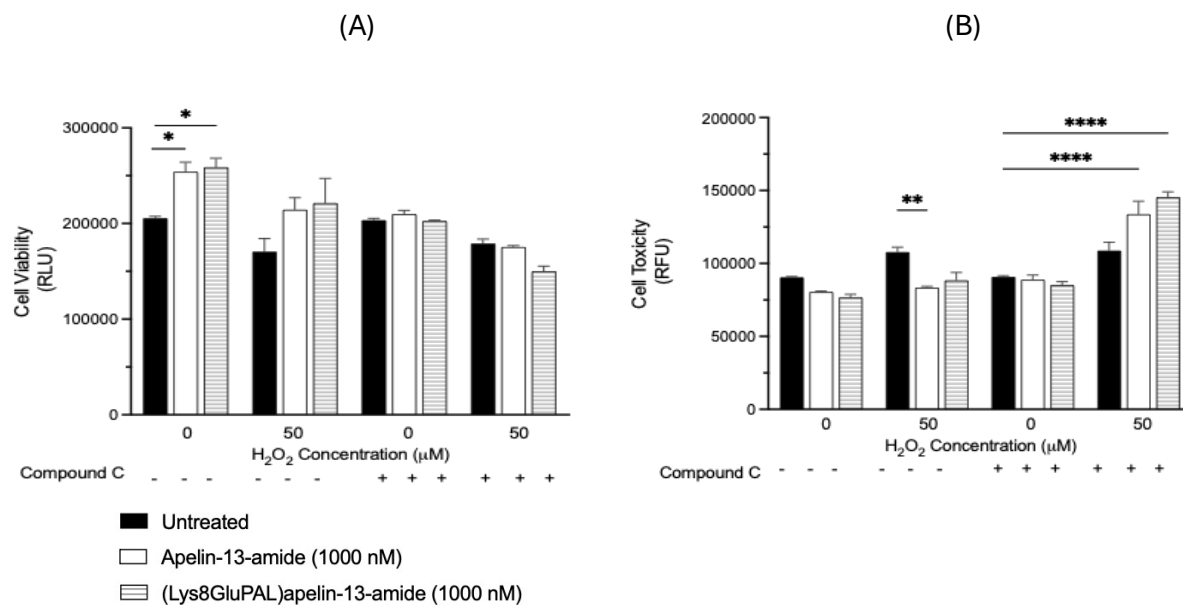 (A)
*
*
300000
200000
100000
0
Cell Viability
(RLU)
0 50 0 50
H2O2 Concentration (μM)
Compound C - - - - - - + + + + + +
Untreated
Apelin-13-amide (1000 nM)
(Lys8GluPAL)apelin-13-amide (1000 nM)
(B)
****
****
**
200000
150000
100000
50000
0
Cell Toxicity
(RFU)
0 50 0 50
H2O2 Concentration (μM)
- - - - - - + + + + + +